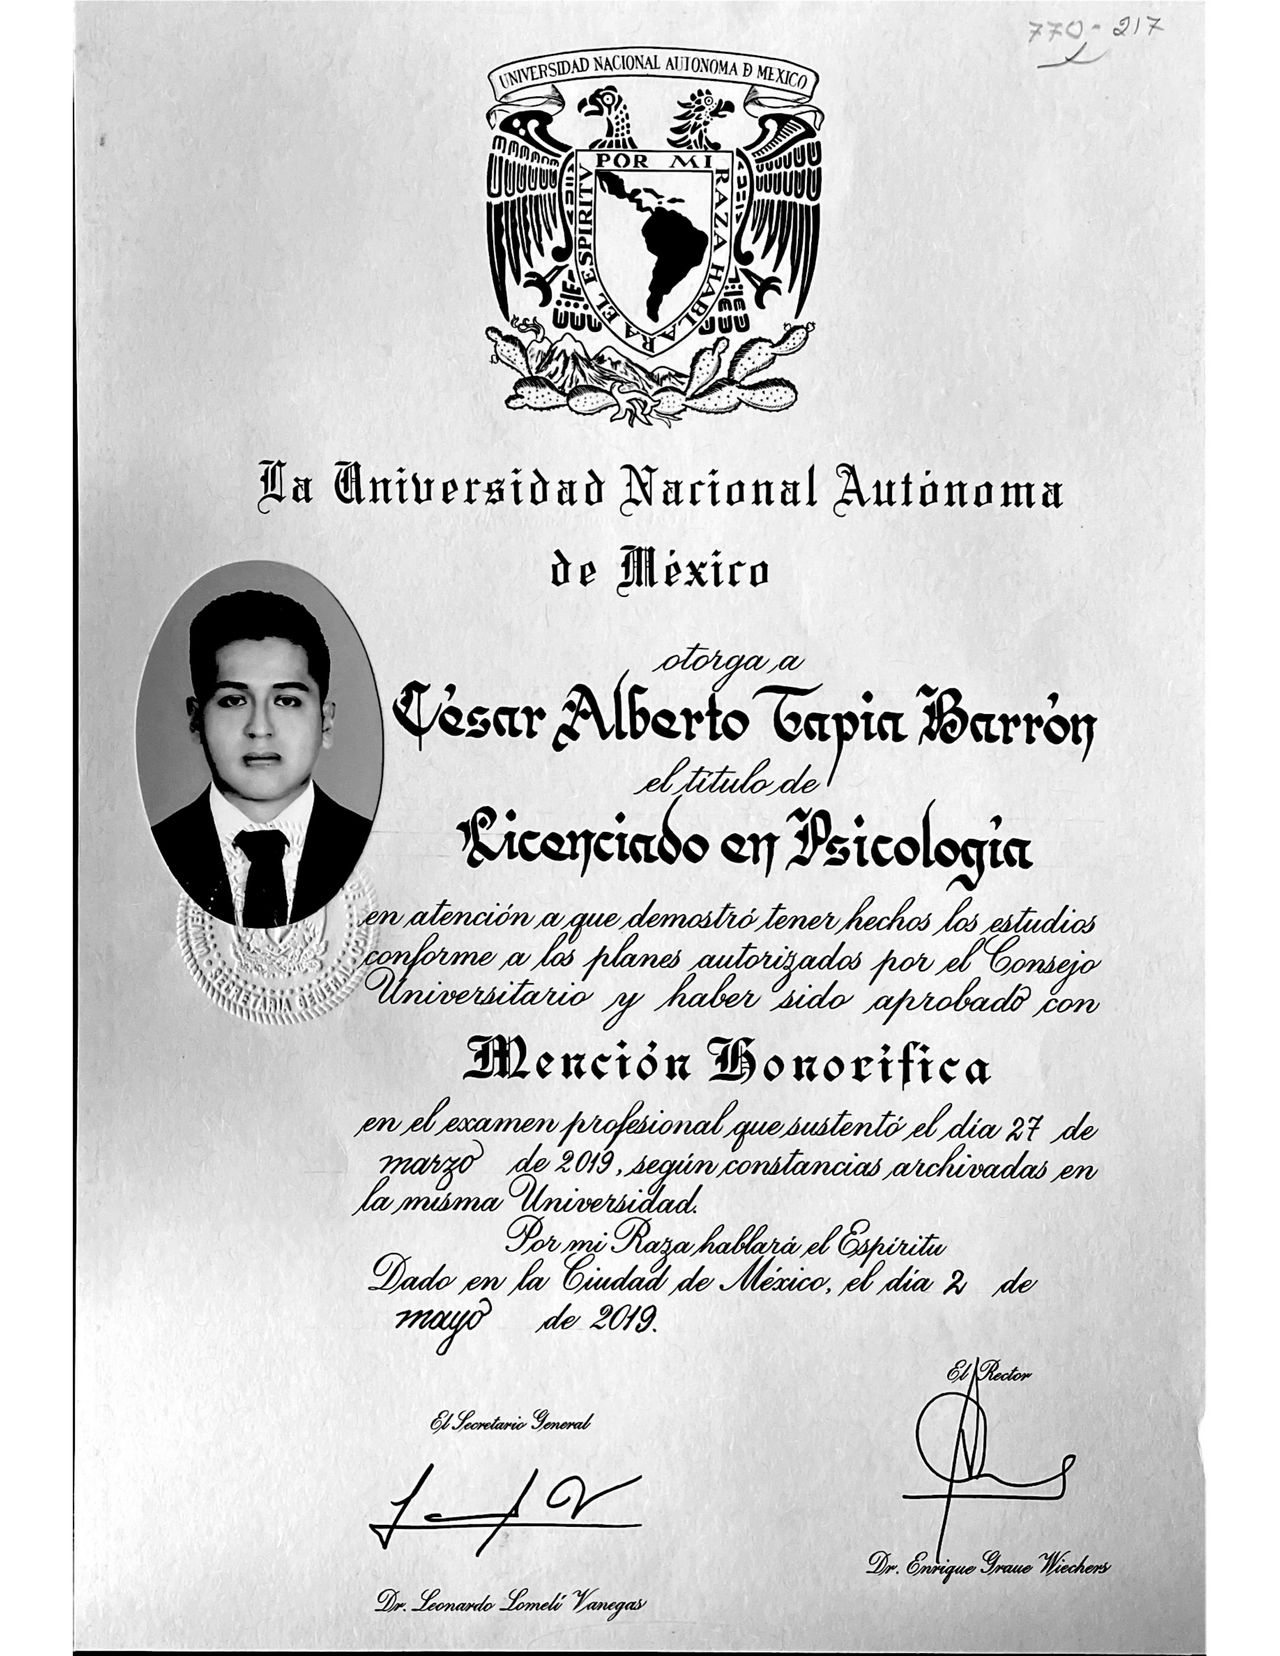 770-217
UNIVERSIDAD NACIONAL AUTONOMA D MEXICO
POR MI RAZA HABLARA EL ESPIRITU
La Universidad Nacional Autónoma
de México
otorga a
César Alberto Tapia Barrón
el título de
Licenciado en Psicología
en atención a que demostró tener hechos los estudios
conforme a los planes autorizados por el Consejo
Universitario y haber sido aprobado con
SECRETARIA GENERAL
Mención Honorífica
en el examen profesional que sustentó el día 27 de
marzo de 2019, según constancias archivadas en
la misma Universidad.
Por mi Raza hablará el Espíritu
Dado en la Ciudad de México, el día 2 de
mayo de 2019.
El Rector
El Secretario General
Dr. Enrique Graue Wiechers
Dr. Leonardo Lomelí Vanegas